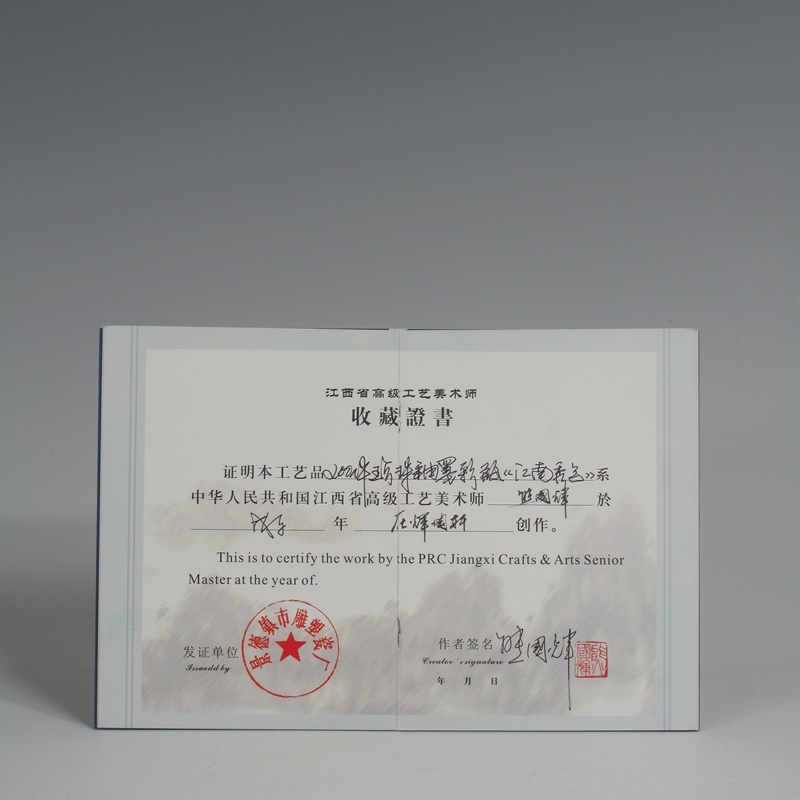 江西省高级工艺美术师
收藏證書
证明本工艺品《江南秀色》系
中华人民共和国江西省高级工艺美术师 於
戊子 年 创作。
This is to certify the work by the PRC Jiangxi Crafts & Arts Senior
Master at the year of.
发证单位
Issuedd by
景德镇市雕塑瓷厂
作者签名
Creator 's signature
年 月 日